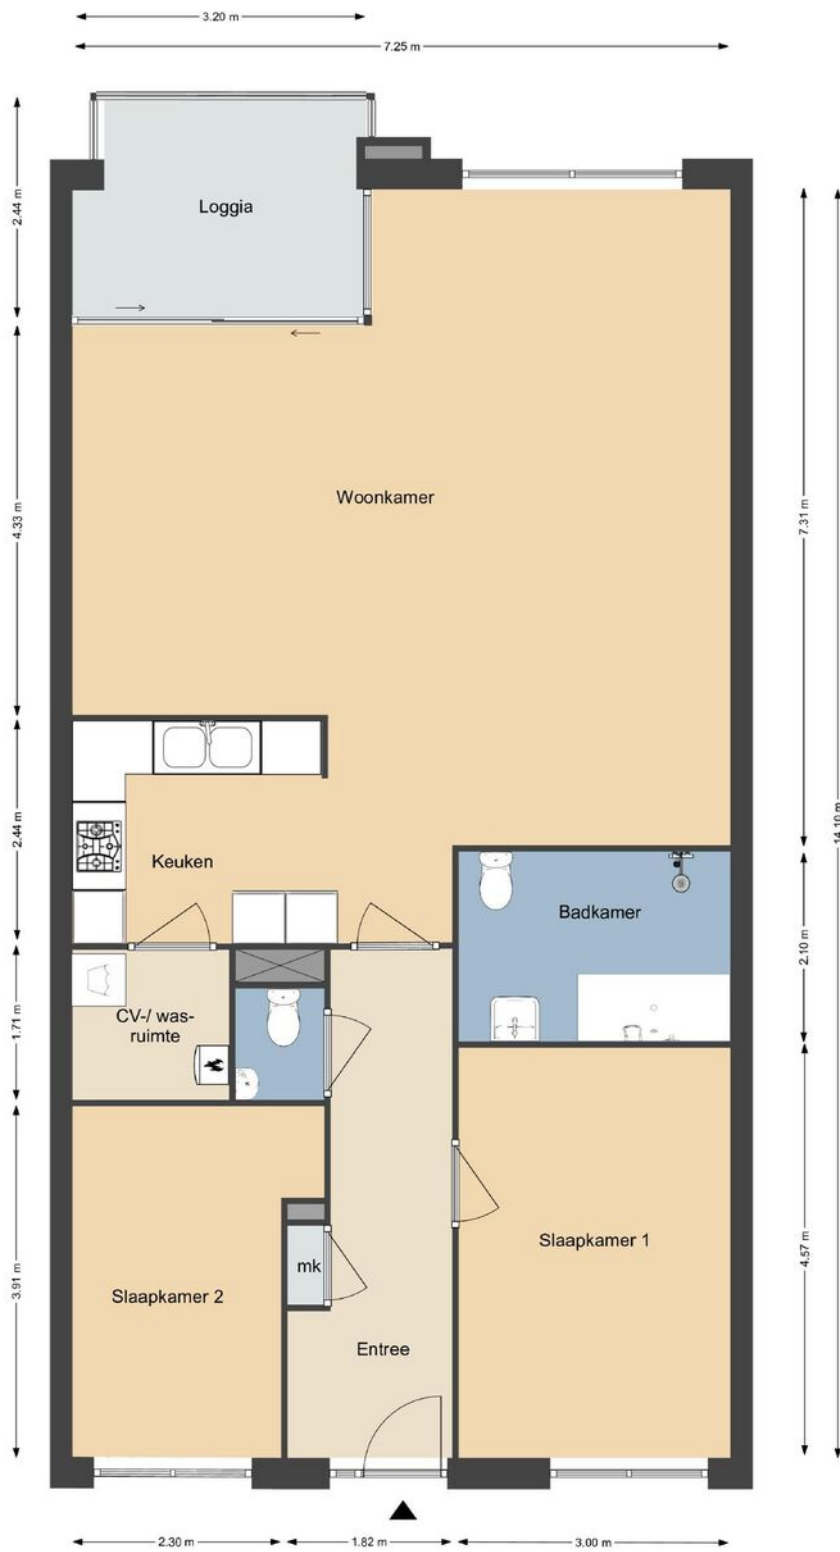 3.20 m
7.25 m
2.44 m
Loggia
4.33 m
Woonkamer
7.31 m
14.10 m
2.44 m
Keuken
Badkamer
2.10 m
1.71 m
CV-/ was-
ruimte
3.91 m
Slaapkamer 1
4.57 m
mk
Slaapkamer 2
Entree
2.30 m
1.82 m
3.00 m